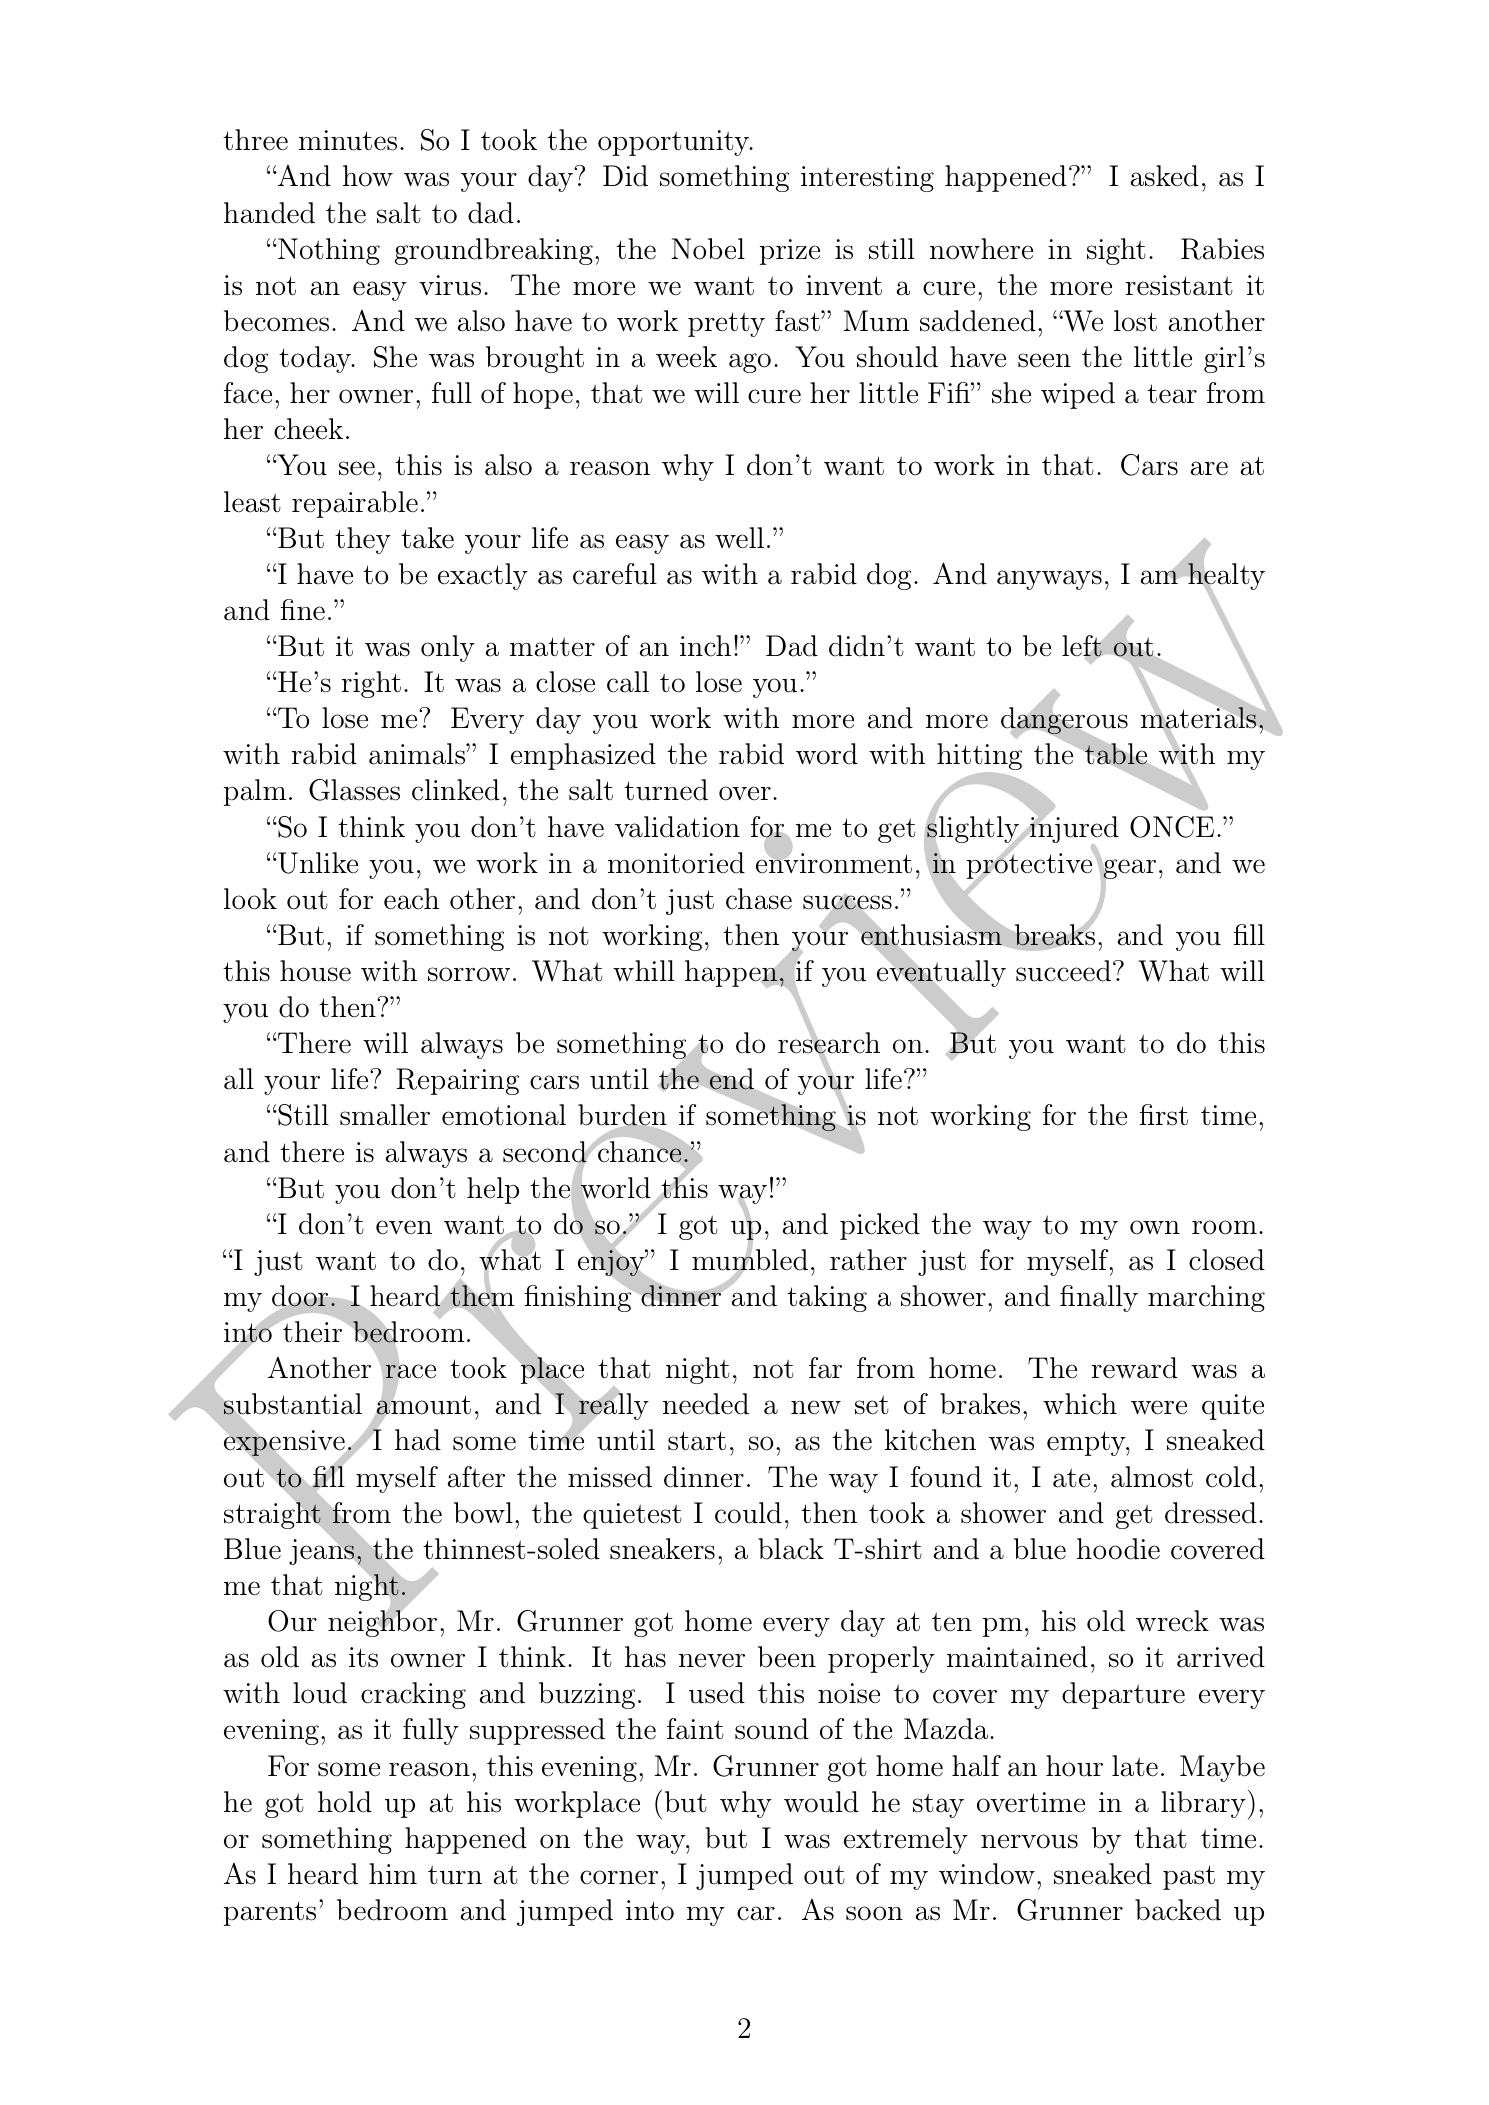 three minutes. So I took the opportunity.
“And how was your day? Did something interesting happened?” I asked, as I
handed the salt to dad.
“Nothing groundbreaking, the Nobel prize is still nowhere in sight. Rabies
is not an easy virus. The more we want to invent a cure, the more resistant it
becomes. And we also have to work pretty fast” Mum saddened, “We lost another
dog today. She was brought in a week ago. You should have seen the little girl’s
face, her owner, full of hope, that we will cure her little Fifi” she wiped a tear from
her cheek.
“You see, this is also a reason why I don’t want to work in that. Cars are at
least repairable.”
“But they take your life as easy as well.”
“I have to be exactly as careful as with a rabid dog. And anyways, I am healty
and fine.”
“But it was only a matter of an inch!” Dad didn’t want to be left out.
“He’s right. It was a close call to lose you.”
“To lose me? Every day you work with more and more dangerous materials,
with rabid animals” I emphasized the rabid word with hitting the table with my
palm. Glasses clinked, the salt turned over.
“So I think you don’t have validation for me to get slightly injured ONCE.”
“Unlike you, we work in a monitoried environment, in protective gear, and we
look out for each other, and don’t just chase success.”
“But, if something is not working, then your enthusiasm breaks, and you fill
this house with sorrow. What whill happen, if you eventually succeed? What will
you do then?”
“There will always be something to do research on. But you want to do this
all your life? Repairing cars until the end of your life?”
“Still smaller emotional burden if something is not working for the first time,
and there is always a second chance.”
“But you don’t help the world this way!”
“I don’t even want to do so.” I got up, and picked the way to my own room.
“I just want to do, what I enjoy” I mumbled, rather just for myself, as I closed
my door. I heard them finishing dinner and taking a shower, and finally marching
into their bedroom.
Another race took place that night, not far from home. The reward was a
substantial amount, and I really needed a new set of brakes, which were quite
expensive. I had some time until start, so, as the kitchen was empty, I sneaked
out to fill myself after the missed dinner. The way I found it, I ate, almost cold,
straight from the bowl, the quietest I could, then took a shower and get dressed.
Blue jeans, the thinnest-soled sneakers, a black T-shirt and a blue hoodie covered
me that night.
Our neighbor, Mr. Grunner got home every day at ten pm, his old wreck was
as old as its owner I think. It has never been properly maintained, so it arrived
with loud cracking and buzzing. I used this noise to cover my departure every
evening, as it fully suppressed the faint sound of the Mazda.
For some reason, this evening, Mr. Grunner got home half an hour late. Maybe
he got hold up at his workplace (but why would he stay overtime in a library),
or something happened on the way, but I was extremely nervous by that time.
As I heard him turn at the corner, I jumped out of my window, sneaked past my
parents’ bedroom and jumped into my car. As soon as Mr. Grunner backed up
2
Preview